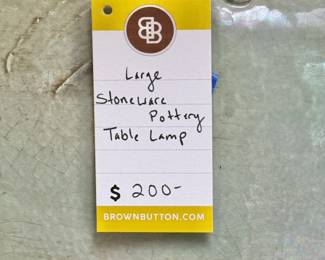 BB
Large
Stoneware
Pottery
Table Lamp
$ 200-
BROWNBUTTON.COM